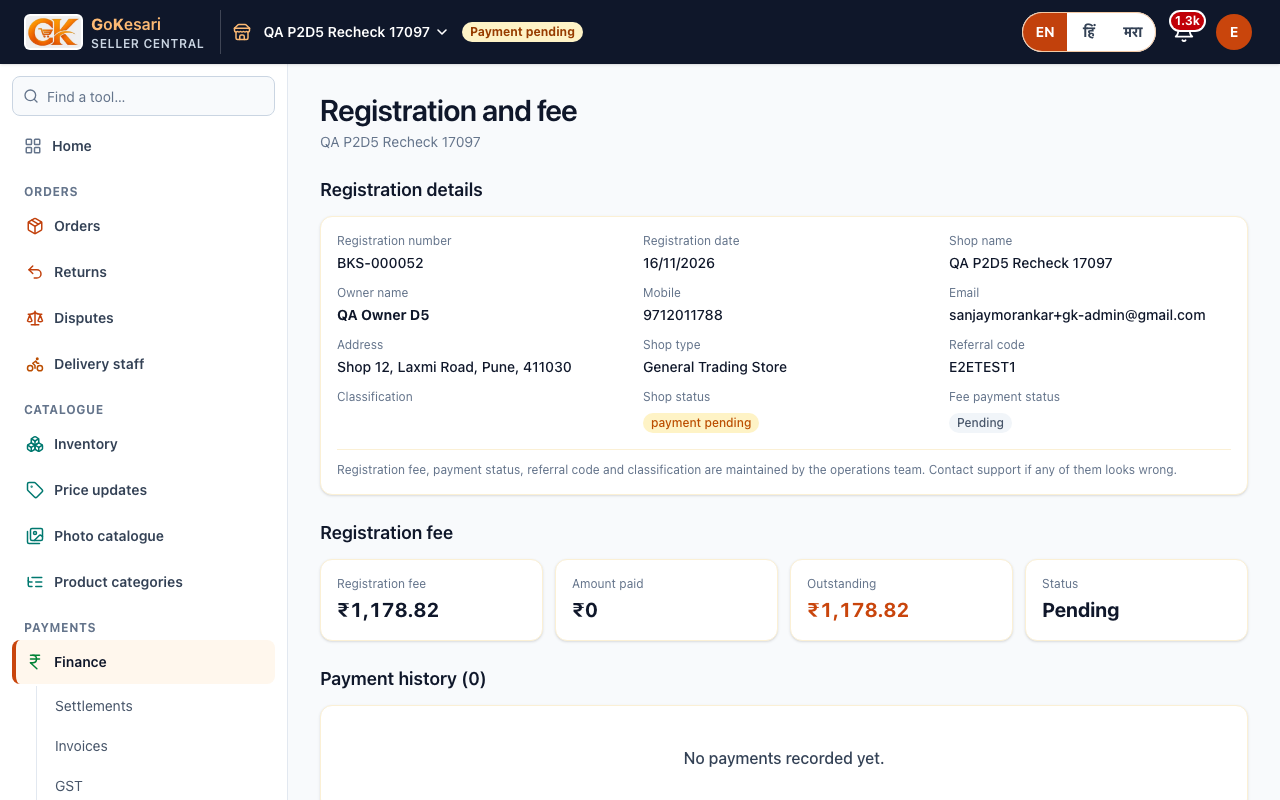 GK
GoKesari
SELLER CENTRAL
QA P2D5 Recheck 17097
Payment pending
EN
हिं
मरा
1.3k
E
Find a tool...
Home
ORDERS
Orders
Returns
Disputes
Delivery staff
CATALOGUE
Inventory
Price updates
Photo catalogue
Product categories
PAYMENTS
₹ Finance
Settlements
Invoices
GST
Registration and fee
QA P2D5 Recheck 17097
Registration details
Registration number
BKS-000052
Registration date
16/11/2026
Shop name
QA P2D5 Recheck 17097
Owner name
QA Owner D5
Mobile
9712011788
Email
sanjaymorankar+gk-admin@gmail.com
Address
Shop 12, Laxmi Road, Pune, 411030
Shop type
General Trading Store
Referral code
E2ETEST1
Classification
Shop status
payment pending
Fee payment status
Pending
Registration fee, payment status, referral code and classification are maintained by the operations team. Contact support if any of them looks wrong.
Registration fee
Registration fee
₹1,178.82
Amount paid
₹0
Outstanding
₹1,178.82
Status
Pending
Payment history (0)
No payments recorded yet.